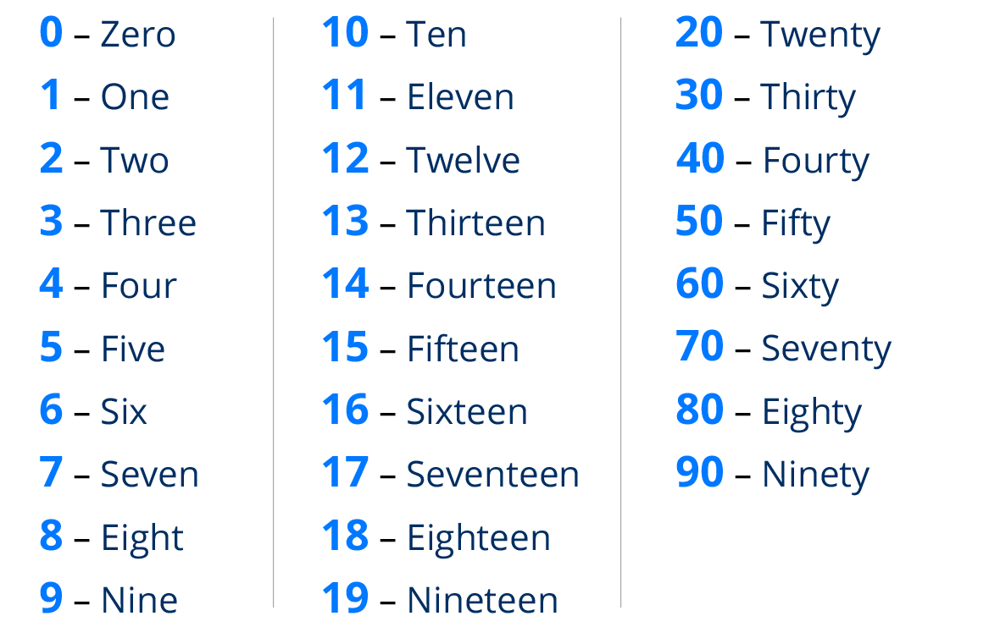 0 – Zero
1 – One
2 – Two
3 – Three
4 – Four
5 – Five
6 – Six
7 – Seven
8 – Eight
9 – Nine
10 – Ten
11 – Eleven
12 – Twelve
13 – Thirteen
14 – Fourteen
15 – Fifteen
16 – Sixteen
17 – Seventeen
18 – Eighteen
19 – Nineteen
20 – Twenty
30 – Thirty
40 – Fourty
50 – Fifty
60 – Sixty
70 – Seventy
80 – Eighty
90 – Ninety